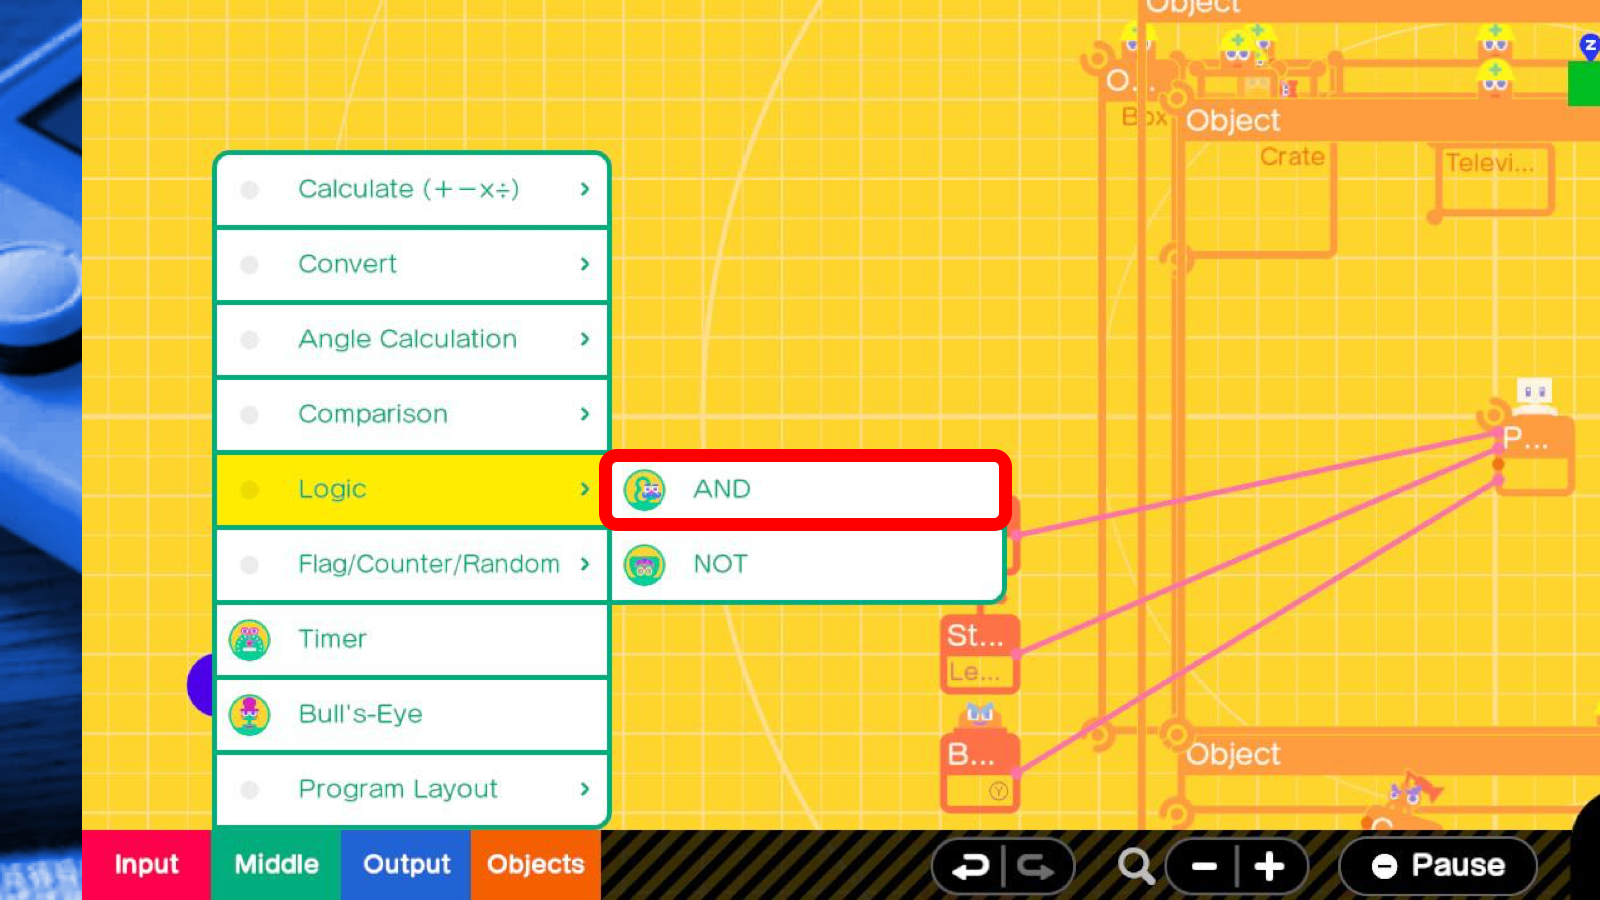 Object
O...
Box
Object
Crate
Televi...
Calculate (+−×÷)
Convert
Angle Calculation
Comparison
P...
Logic
AND
Flag/Counter/Random
NOT
Timer
St...
Le...
Bull's-Eye
B...
Y
Object
Program Layout
Input
Middle
Output
Objects
Pause
Z